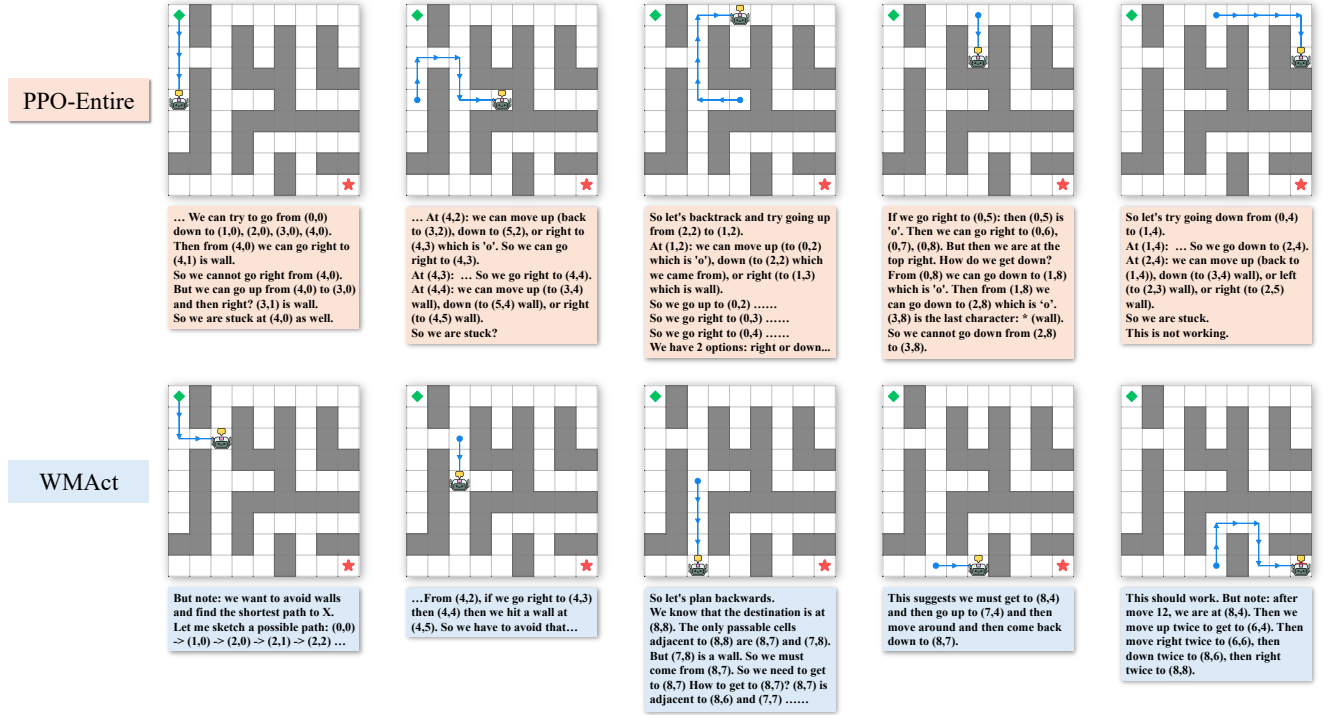 PPO-Entire
… We can try to go from (0,0)
down to (1,0), (2,0), (3,0), (4,0).
Then from (4,0) we can go right to
(4,1) is wall.
So we cannot go right from (4,0).
But we can go up from (4,0) to (3,0)
and then right? (3,1) is wall.
So we are stuck at (4,0) as well.
… At (4,2): we can move up (back
to (3,2)), down to (5,2), or right to
(4,3) which is 'o'. So we can go
right to (4,3).
At (4,3): … So we go right to (4,4).
At (4,4): we can move up (to (3,4)
wall), down (to (5,4) wall), or right
(to (4,5) wall).
So we are stuck?
So let's backtrack and try going up
from (2,2) to (1,2).
At (1,2): we can move up (to (0,2)
which is 'o'), down (to (2,2) which
we came from), or right (to (1,3)
which is wall).
So we go up to (0,2) ……
So we go right to (0,3) ……
So we go right to (0,4) ……
We have 2 options: right or down...
If we go right to (0,5): then (0,5) is
'o'. Then we can go right to (0,6),
(0,7), (0,8). But then we are at the
top right. How do we get down?
From (0,8) we can go down to (1,8)
which is 'o'. Then from (1,8) we
can go down to (2,8) which is ‘o’.
(3,8) is the last character: * (wall).
So we cannot go down from (2,8)
to (3,8).
So let's try going down from (0,4)
to (1,4).
At (1,4): … So we go down to (2,4).
At (2,4): we can move up (back to
(1,4)), down (to (3,4) wall), or left
(to (2,3) wall), or right (to (2,5)
wall).
So we are stuck.
This is not working.
WMAct
But note: we want to avoid walls
and find the shortest path to X.
Let me sketch a possible path: (0,0)
-> (1,0) -> (2,0) -> (2,1) -> (2,2) …
…From (4,2), if we go right to (4,3)
then (4,4) then we hit a wall at
(4,5). So we have to avoid that…
So let's plan backwards.
We know that the destination is at
(8,8). The only passable cells
adjacent to (8,8) are (8,7) and (7,8).
But (7,8) is a wall. So we must
come from (8,7). So we need to get
to (8,7) How to get to (8,7)? (8,7) is
adjacent to (8,6) and (7,7) ……
This suggests we must get to (8,4)
and then go up to (7,4) and then
move around and then come back
down to (8,7).
This should work. But note: after
move 12, we are at (8,4). Then we
move up twice to get to (6,4). Then
move right twice to (6,6), then
down twice to (8,6), then right
twice to (8,8).